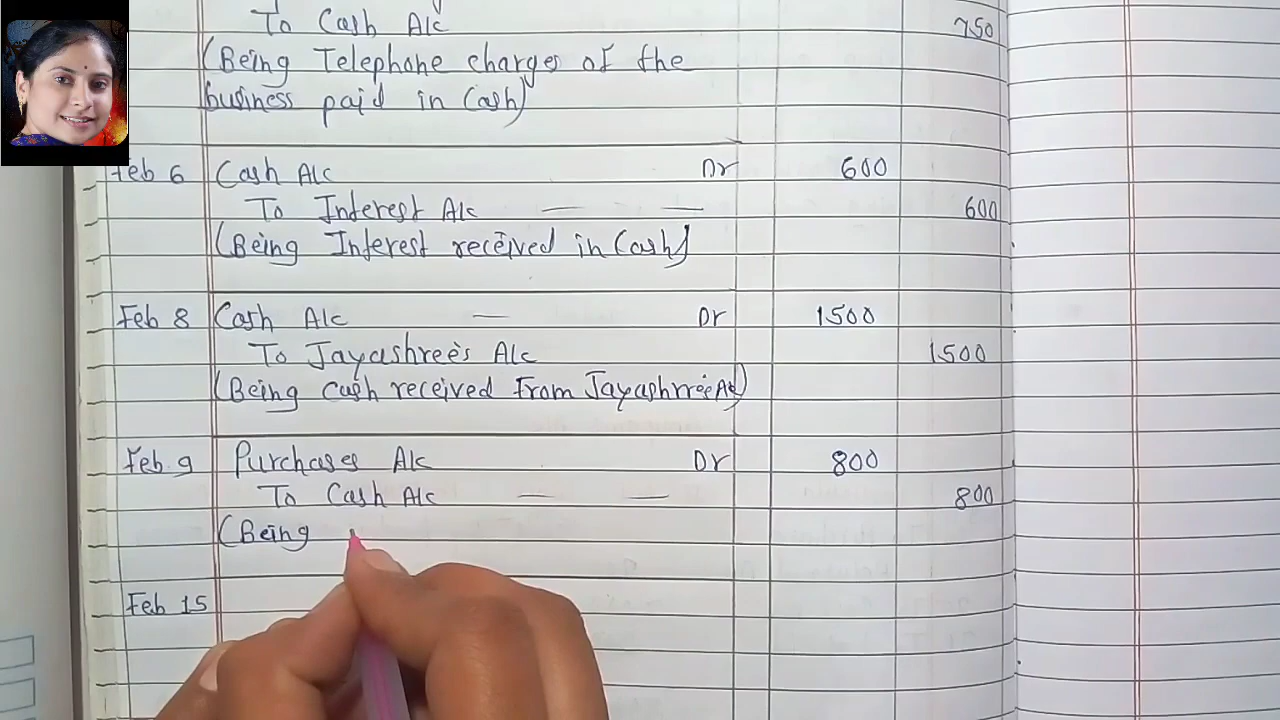 To Cash A/c 750
(Being Telephone charges of the
business paid in Cash)
Feb 6 Cash A/c Dr 600
To Interest A/c — — 600
(Being Interest received in Cash)
Feb 8 Cash A/c — Dr 1500
To Jayashree's A/c 1500
(Being cash received from Jayashrree A/c)
Feb 9 Purchases A/c Dr 800
To Cash A/c — — 800
(Being
Feb 15